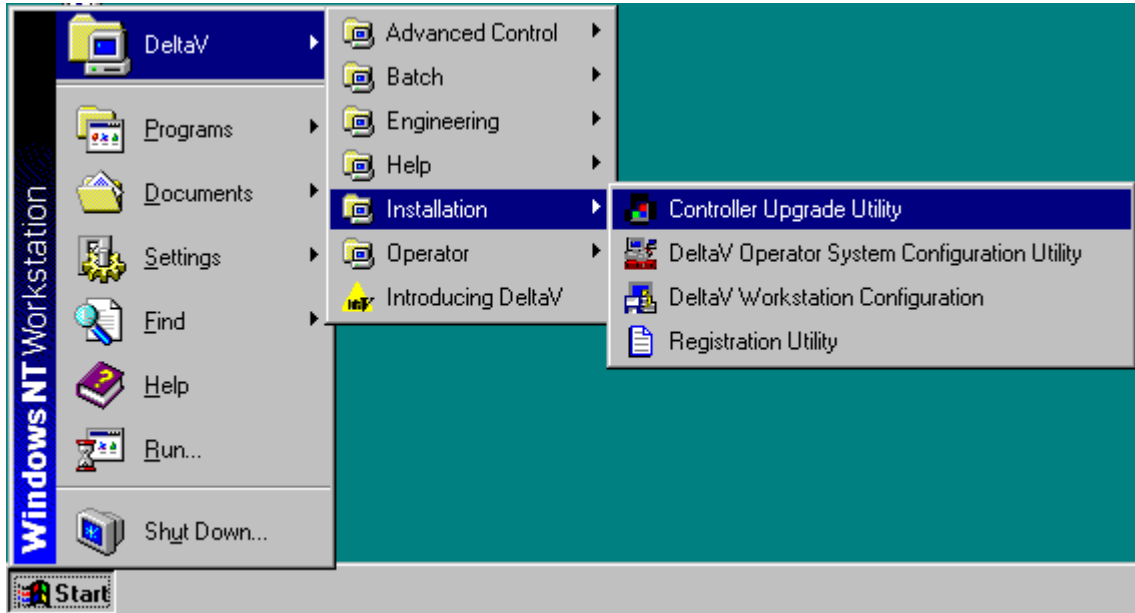 DeltaV
Programs
Documents
Settings
Find
Help
Run...
Shut Down...
Windows NT Workstation
Start
Advanced Control
Batch
Engineering
Help
Installation
Operator
Introducing DeltaV
Controller Upgrade Utility
DeltaV Operator System Configuration Utility
DeltaV Workstation Configuration
Registration Utility